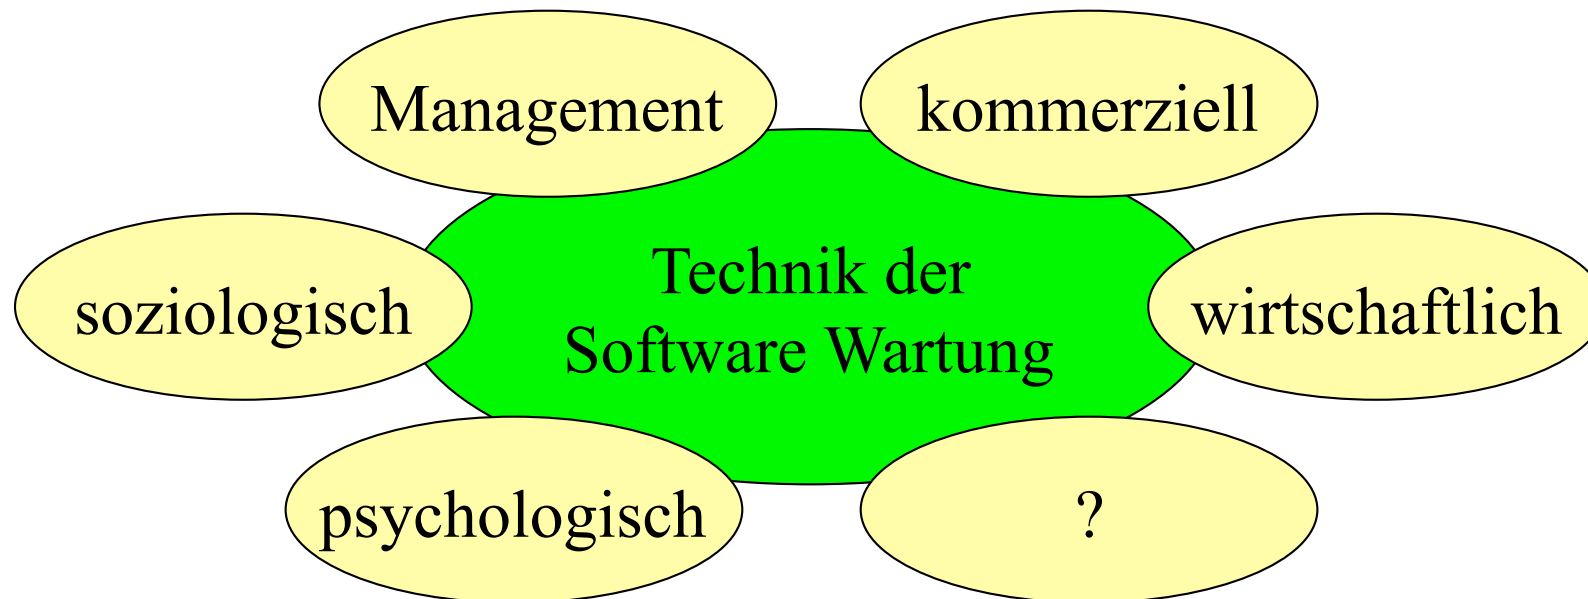 Management
kommerziell
Technik der
Software Wartung
soziologisch
wirtschaftlich
psychologisch
?